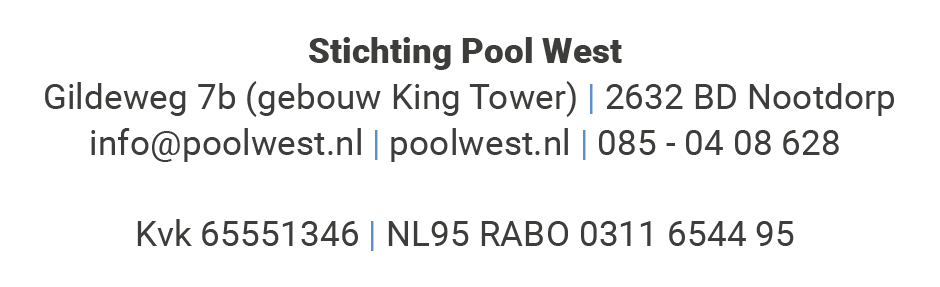 Stichting Pool West
Gildeweg 7b (gebouw King Tower) | 2632 BD Nootdorp
info@poolwest.nl | poolwest.nl | 085 - 04 08 628
Kvk 65551346 | NL95 RABO 0311 6544 95